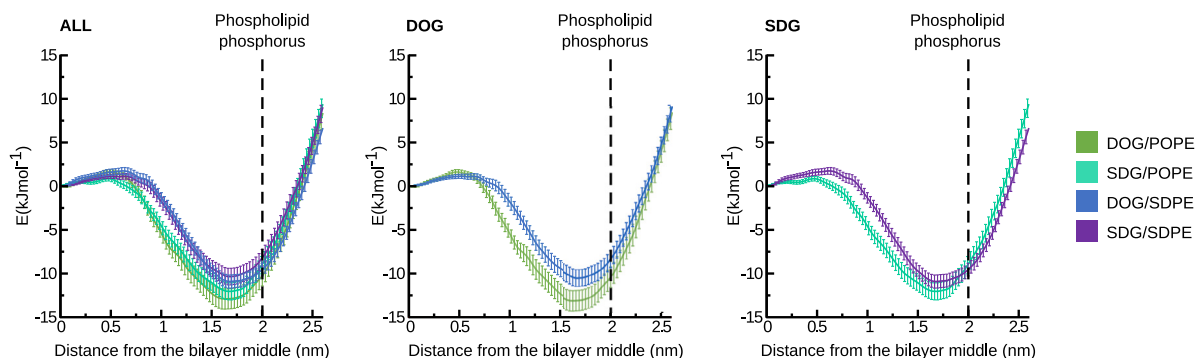 ALL
Phospholipid
phosphorus
E(kJmol⁻¹)
15
10
5
0
-5
-10
-15
0 0.5 1 1.5 2 2.5
Distance from the bilayer middle (nm)
DOG
Phospholipid
phosphorus
E(kJmol⁻¹)
15
10
5
0
-5
-10
-15
0 0.5 1 1.5 2 2.5
Distance from the bilayer middle (nm)
SDG
Phospholipid
phosphorus
E(kJmol⁻¹)
15
10
5
0
-5
-10
-15
0 0.5 1 1.5 2 2.5
Distance from the bilayer middle (nm)
DOG/POPE
SDG/POPE
DOG/SDPE
SDG/SDPE